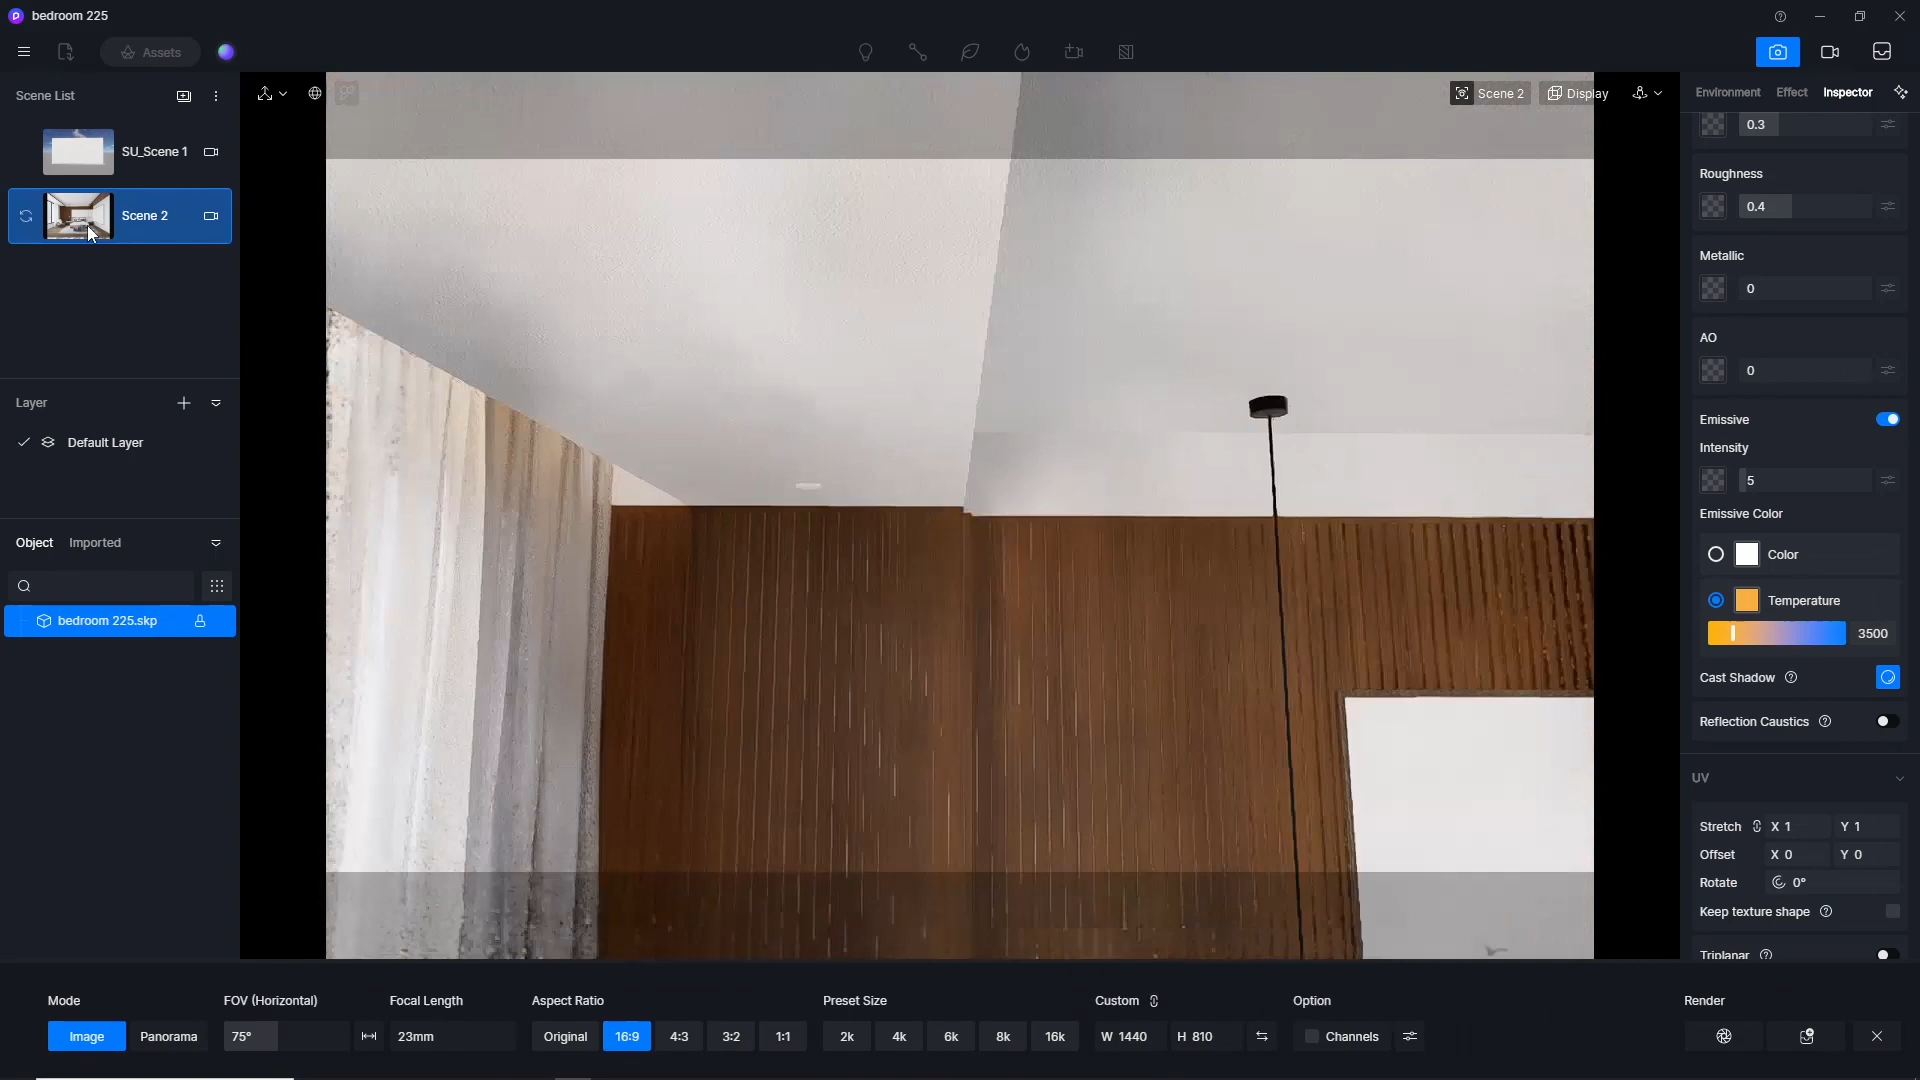 bedroom 225
Assets
Scene List
SU_Scene 1
Scene 2
Layer
Default Layer
Object Imported
bedroom 225.skp
Scene 2 Display
Environment Effect Inspector
0.3
Roughness
0.4
Metallic
0
AO
0
Emissive
Intensity
5
Emissive Color
Color
Temperature
3500
Cast Shadow
Reflection Caustics
UV
Stretch X 1 Y 1
Offset X 0 Y 0
Rotate 0°
Keep texture shape
Triplanar
Mode FOV (Horizontal) Focal Length Aspect Ratio Preset Size Custom Option Render
Image Panorama 75° 23mm Original 16:9 4:3 3:2 1:1 2k 4k 6k 8k 16k W 1440 H 810 Channels